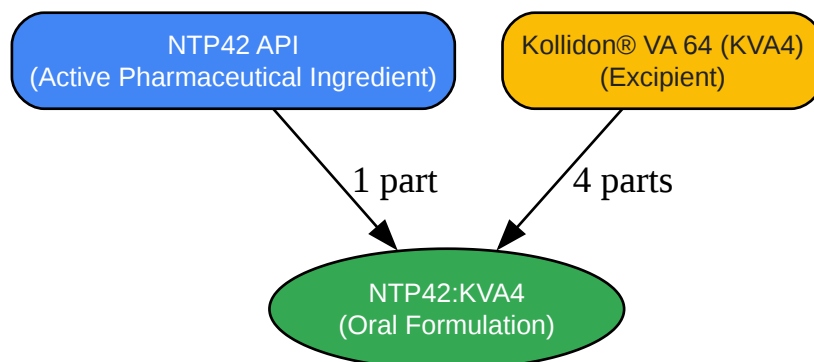 NTP42 API
(Active Pharmaceutical Ingredient)
Kollidon® VA 64 (KVA4)
(Excipient)
1 part
4 parts
NTP42:KVA4
(Oral Formulation)